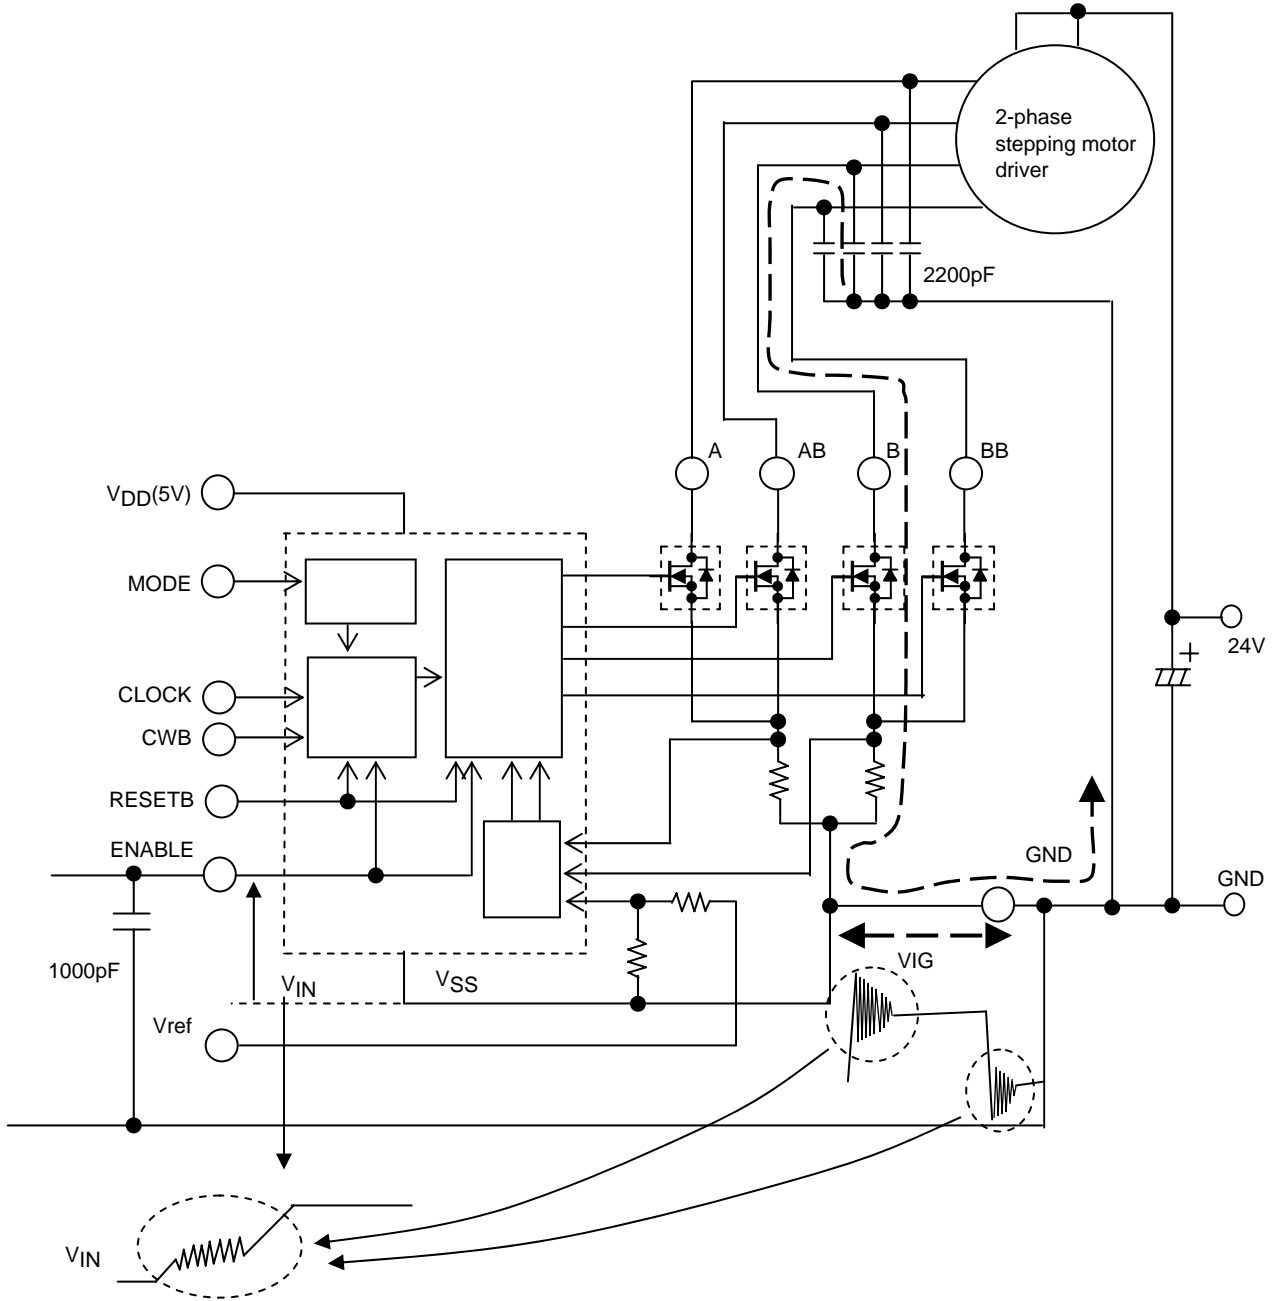 2-phase
stepping motor
driver
2200pF
A
AB
B
BB
VDD(5V)
MODE
24V
CLOCK
CWB
RESETB
ENABLE
GND
GND
1000pF
VIN
VSS
VIG
Vref
VIN